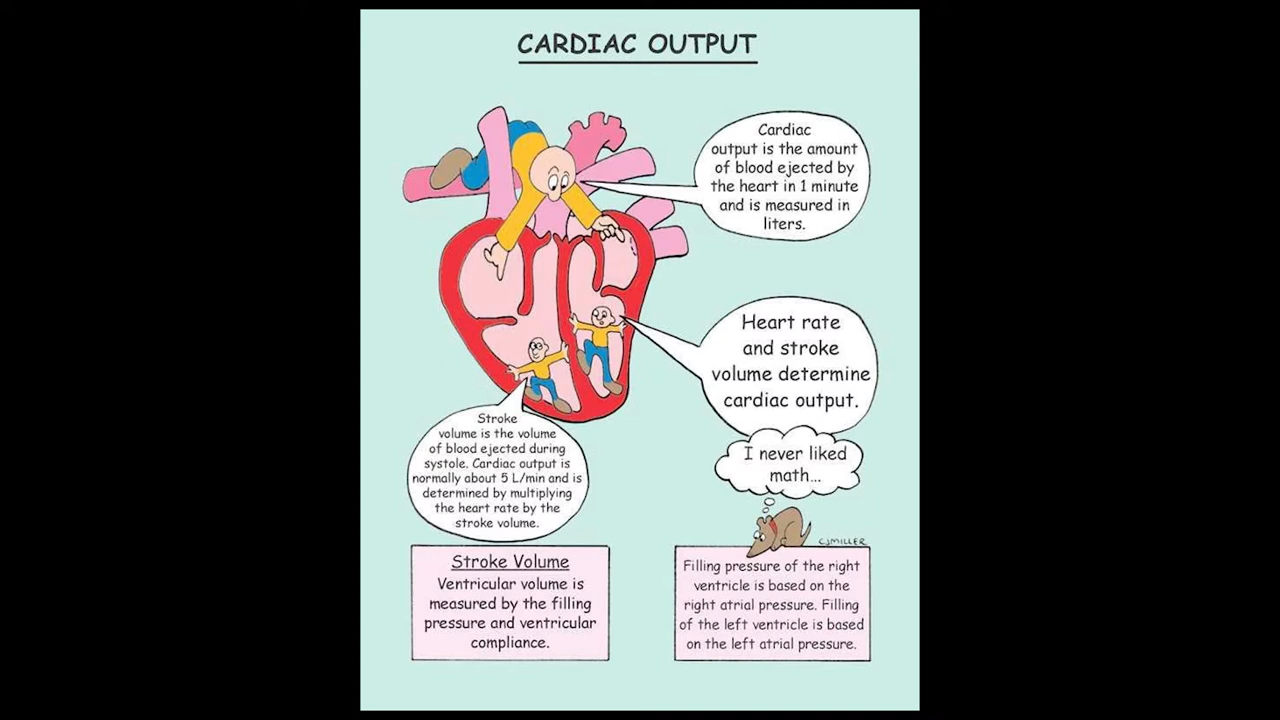 CARDIAC OUTPUT
Cardiac
output is the amount
of blood ejected by
the heart in 1 minute
and is measured in
liters.
Heart rate
and stroke
volume determine
cardiac output.
Stroke
volume is the volume
of blood ejected during
systole. Cardiac output is
normally about 5 L/min and is
determined by multiplying
the heart rate by the
stroke volume.
I never liked
math...
CJMILLER
Stroke Volume
Ventricular volume is
measured by the filling
pressure and ventricular
compliance.
Filling pressure of the right
ventricle is based on the
right atrial pressure. Filling
of the left ventricle is based
on the left atrial pressure.